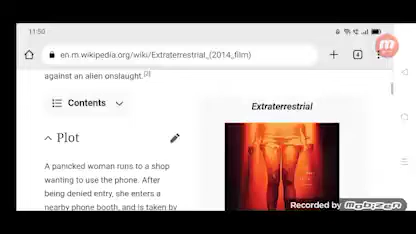 11:50
en.m.wikipedia.org/wiki/Extraterrestrial_(2014_film)
4
against an alien onslaught.[2]
Contents
Extraterrestrial
Plot
A panicked woman runs to a shop
wanting to use the phone. After
being denied entry, she enters a
nearby phone booth, and is taken by
Recorded by
mobizen